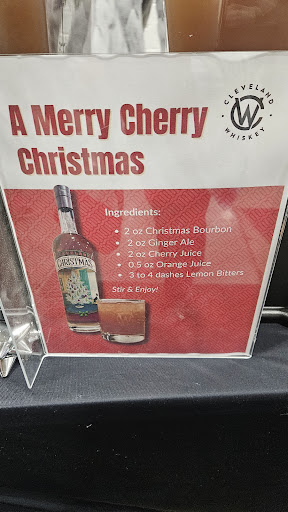 A Merry Cherry
Christmas
CLEVELAND
WHISKEY
Ingredients:
• 2 oz Christmas Bourbon
• 2 oz Ginger Ale
• 2 oz Cherry Juice
• 0.5 oz Orange Juice
• 3 to 4 dashes Lemon Bitters
Stir & Enjoy!
CHRISTMAS